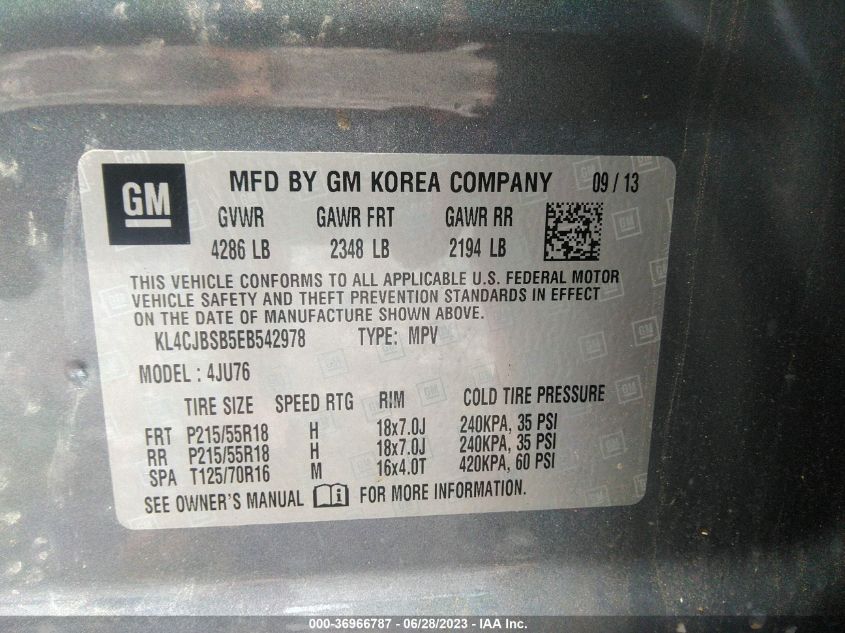 GM MFD BY GM KOREA COMPANY 09 / 13
GVWR GAWR FRT GAWR RR
4286 LB 2348 LB 2194 LB
THIS VEHICLE CONFORMS TO ALL APPLICABLE U.S. FEDERAL MOTOR
VEHICLE SAFETY AND THEFT PREVENTION STANDARDS IN EFFECT
ON THE DATE OF MANUFACTURE SHOWN ABOVE.
KL4CJBSB5EB542978 TYPE: MPV
MODEL : 4JU76
TIRE SIZE SPEED RTG RIM COLD TIRE PRESSURE
FRT P215/55R18 H 18x7.0J 240KPA, 35 PSI
RR P215/55R18 H 18x7.0J 240KPA, 35 PSI
SPA T125/70R16 M 16x4.0T 420KPA, 60 PSI
SEE OWNER'S MANUAL FOR MORE INFORMATION.
000-36966787 - 06/28/2023 - IAA Inc.